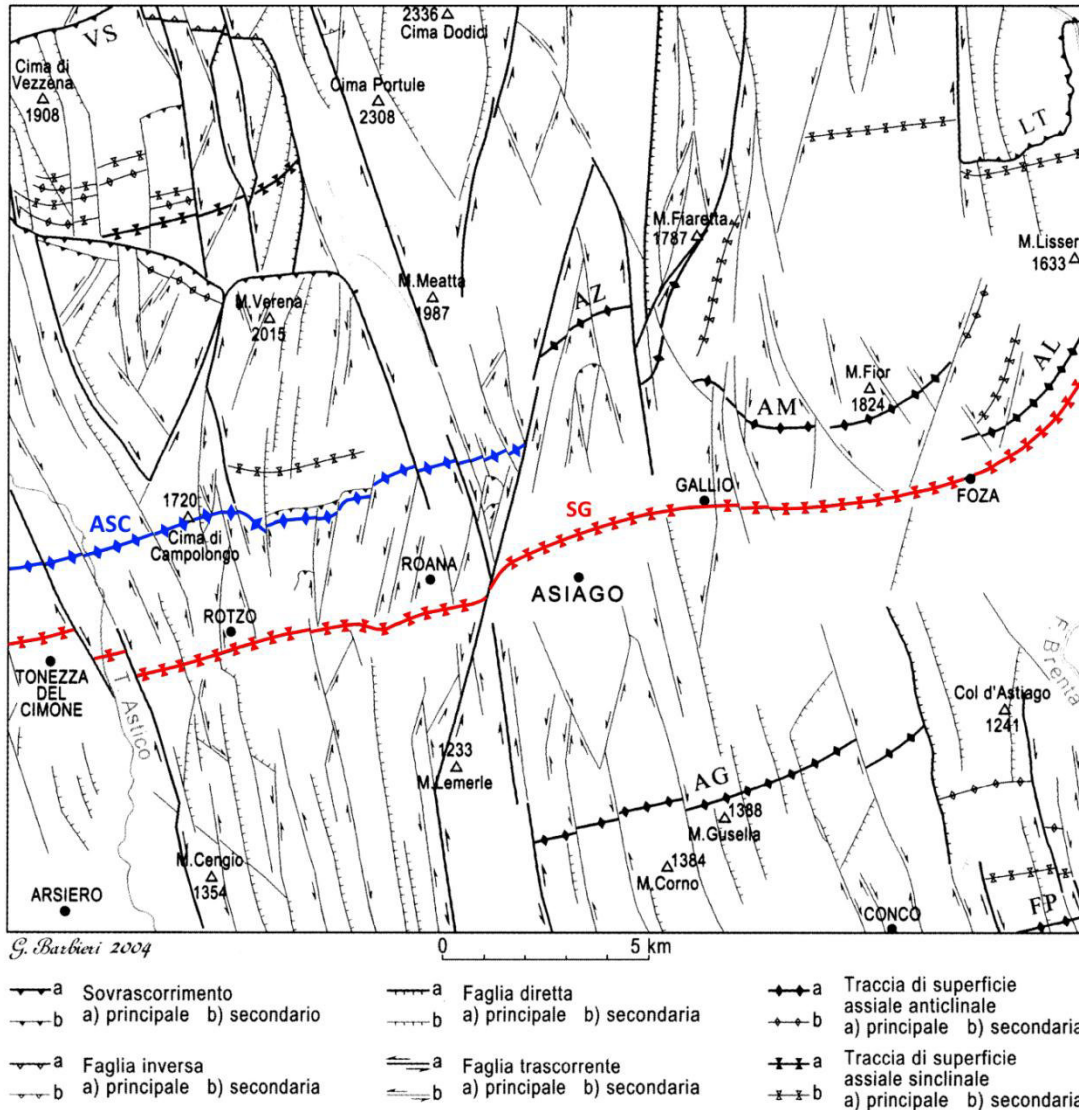 VS
2336
Cima Dodici
Cima di
Vezzena
1908
Cima Portule
2308
LT
M.Fiaretta
1787
M.Lisser
1633
M.Meatta
1987
AZ
M.Verena
2015
AL
M.Fior
1824
AM
GALLIO
SG
FOZA
1720
ASC
Cima di
Campolongo
ROANA
ASIAGO
ROTZO
TONEZZA
DEL
CIMONE
T. Astico
F. Brenta
Col d'Astiago
1241
1233
M.Lemerle
AG
1388
M.Gusella
1384
M.Corno
M.Cengio
1354
ARSIERO
CONCO
FP
G. Barbieri 2004
0 5 km
a Sovrascorrimento
b a) principale b) secondario
a Faglia diretta
b a) principale b) secondaria
a Traccia di superficie
assiale anticlinale
b a) principale b) secondaria
a Faglia inversa
b a) principale b) secondaria
a Faglia trascorrente
b a) principale b) secondaria
a Traccia di superficie
assiale sinclinale
b a) principale b) secondaria